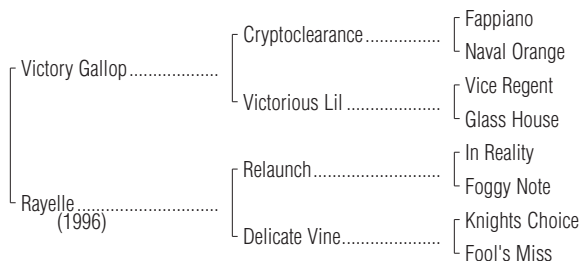 Fappiano
Cryptoclearance.................
Naval Orange
Victory Gallop....................
Vice Regent
Victorious Lil.....................
Glass House
In Reality
Relaunch............................
Foggy Note
Rayelle................................
(1996)
Knights Choice
Delicate Vine......................
Fool's Miss